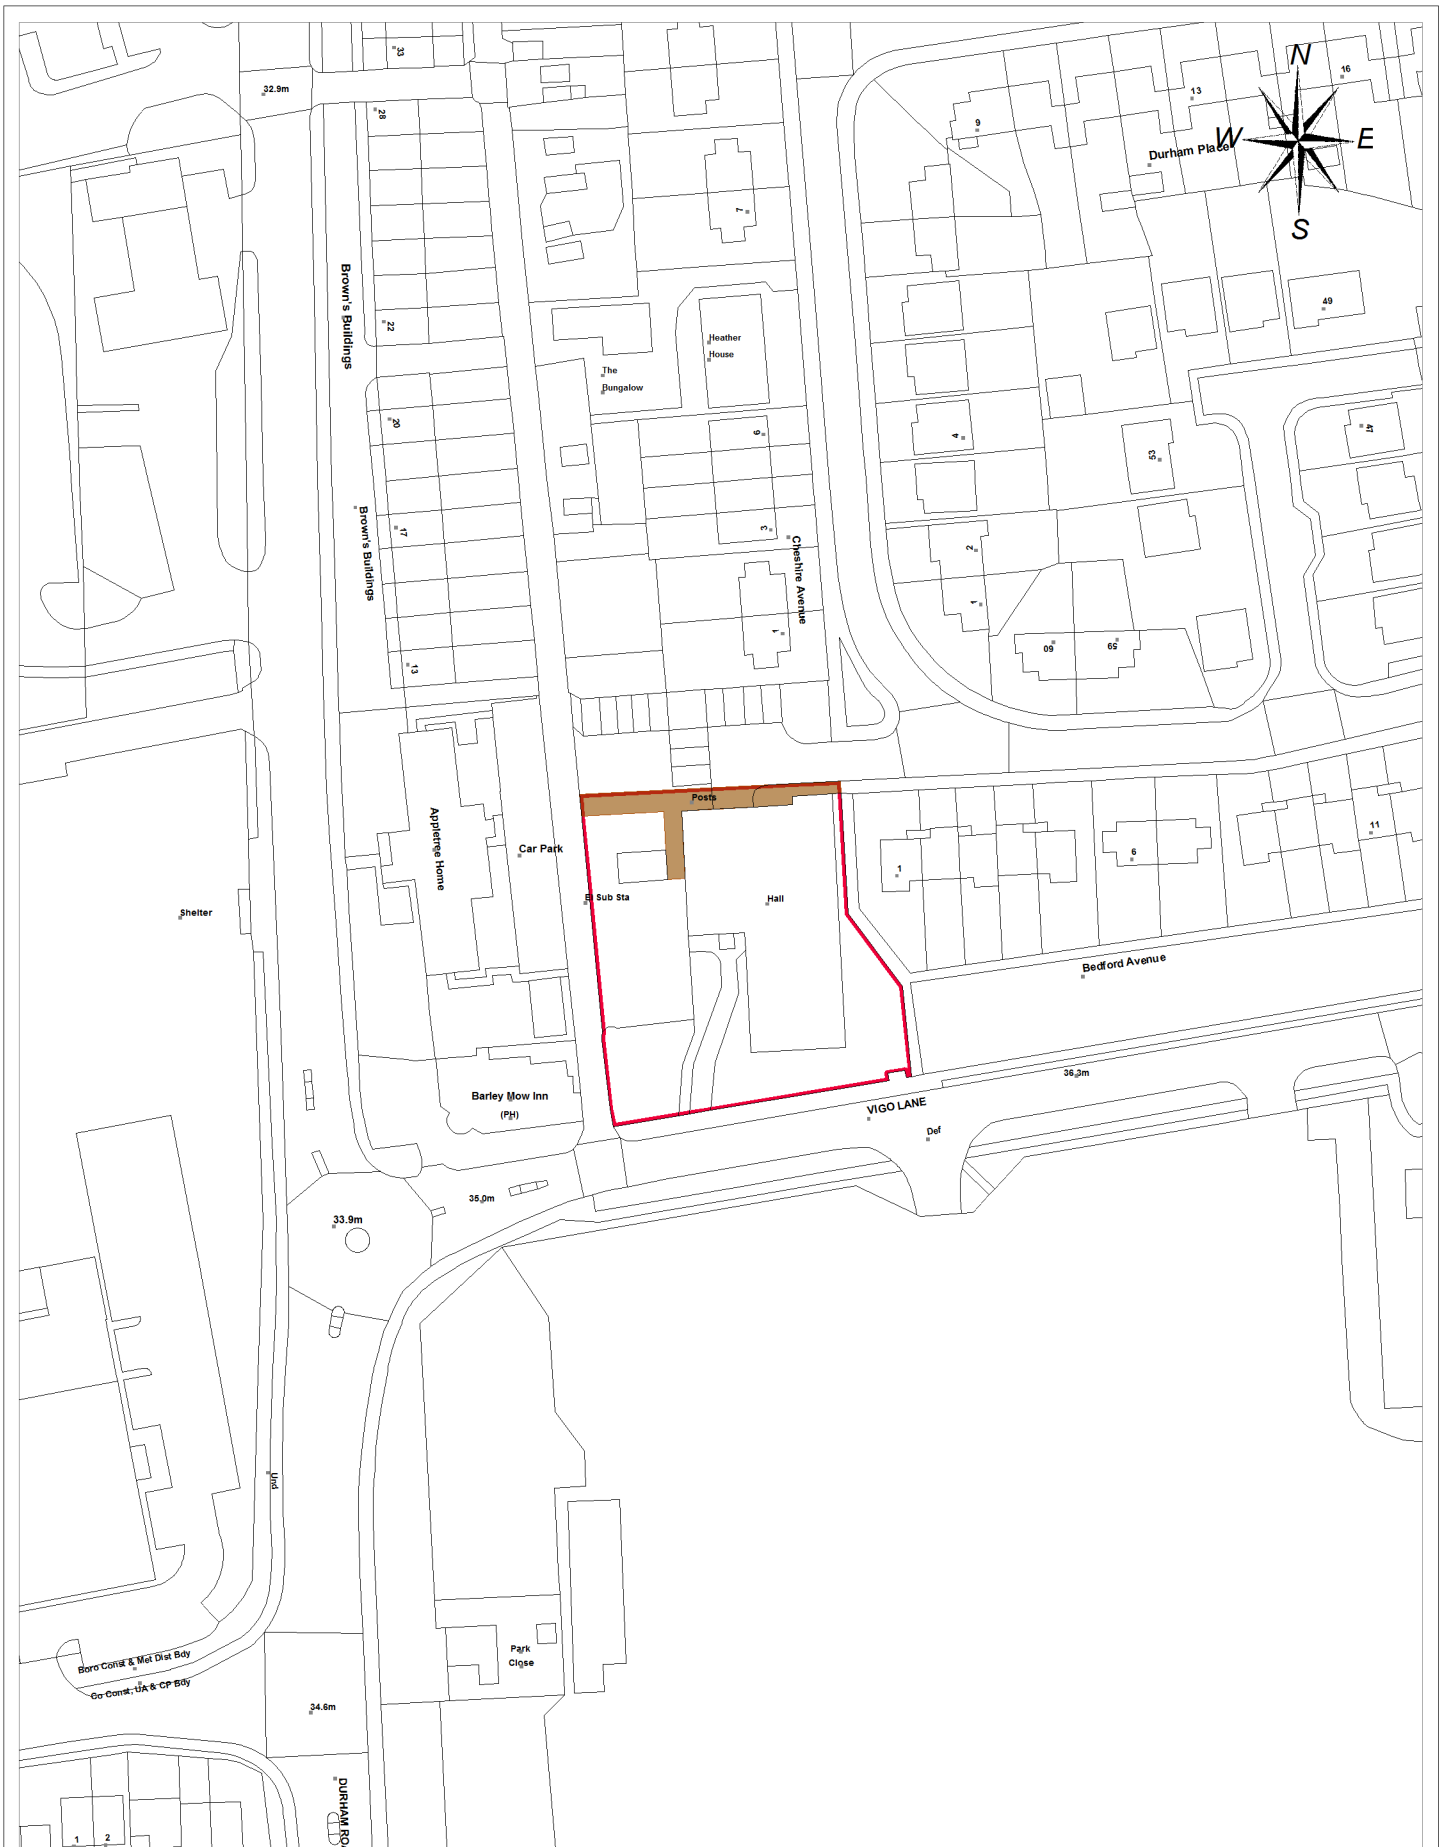 33
32.9m
28
N
16
13
9
W
E
Durham Place
S
7
Brown's Buildings
49
22
Heather
House
The
Bungalow
20
6
4
47
53
Brown's Buildings
17
3
Cheshire Avenue
2
1
1
60
59
13
Posts
Appletree Home
Car Park
11
6
1
El Sub Sta
Hall
Shelter
Bedford Avenue
36.3m
Barley Mow Inn
(PH)
VIGO LANE
Def
35.0m
33.9m
Und
Park
Close
Boro Const & Met Dist Bdy
Co Const, UA & CP Bdy
34.6m
DURHAM RO
1
2